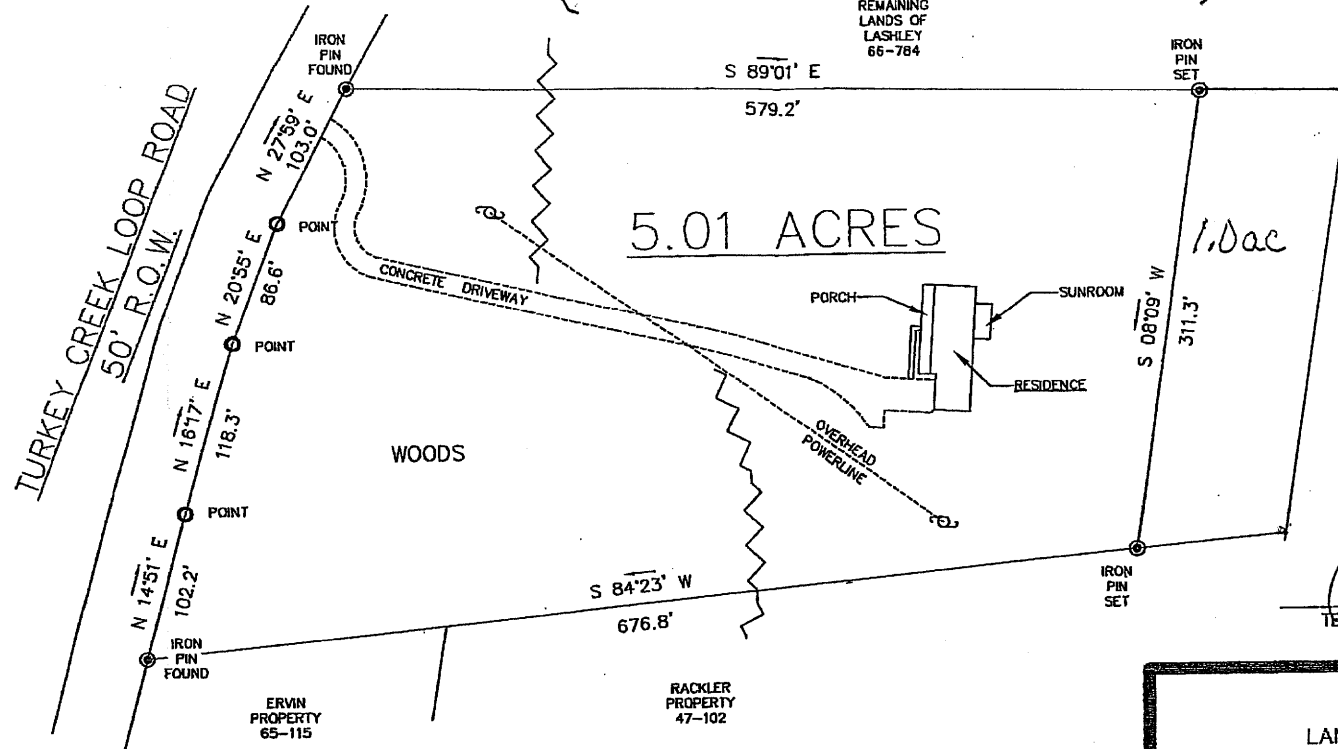 REMAINING
LANDS OF
LASHLEY
66-784
IRON
PIN
FOUND
S 89°01' E
579.2'
IRON
PIN
SET
TURKEY CREEK LOOP ROAD
50' R.O.W.
N 27°59' E
103.0'
POINT
N 20°55' E
86.6'
POINT
N 16°17' E
118.3'
POINT
N 14°51' E
102.2'
IRON
PIN
FOUND
CONCRETE DRIVEWAY
5.01 ACRES
1.0ac
PORCH
SUNROOM
RESIDENCE
S 08°09' W
311.3'
WOODS
OVERHEAD
POWERLINE
S 84°23' W
676.8'
IRON
PIN
SET
ERVIN
PROPERTY
65-115
RACKLER
PROPERTY
47-102